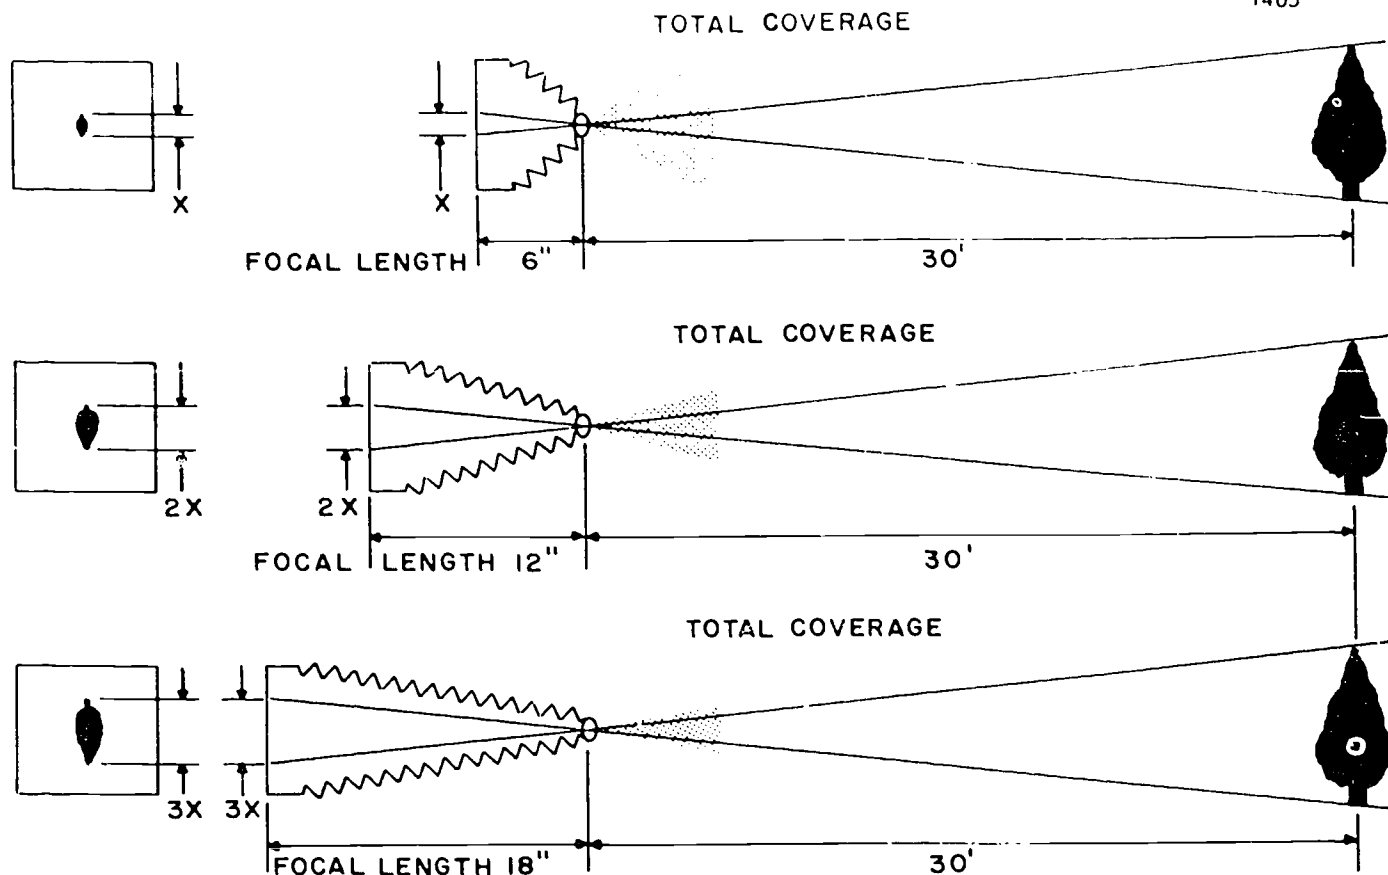 TOTAL COVERAGE
X
X
FOCAL LENGTH 6"
30'
TOTAL COVERAGE
2X
2X
FOCAL LENGTH 12"
30'
TOTAL COVERAGE
3X
3X
FOCAL LENGTH 18"
30'